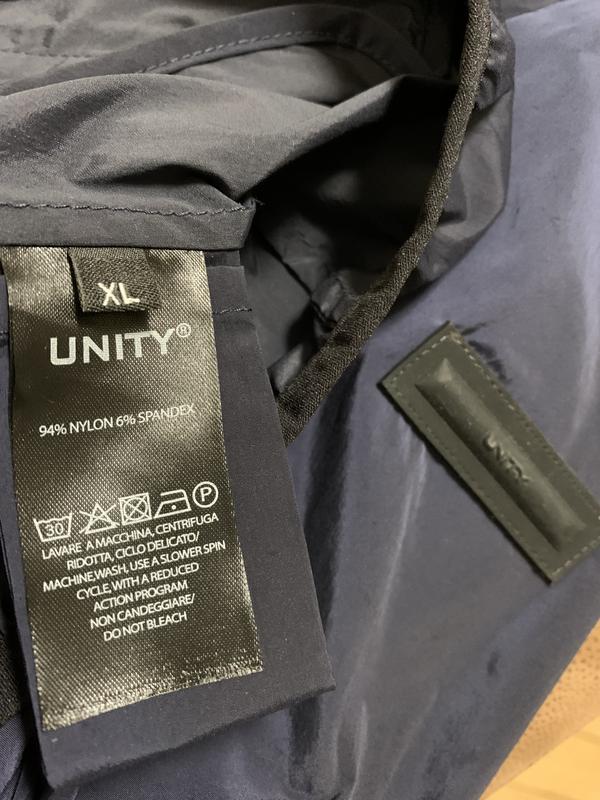 XL
UNITY®
94% NYLON 6% SPANDEX
30 P
LAVARE A MACCHINA, CENTRIFUGA
RIDOTTA, CICLO DELICATO/
MACHINE,WASH, USE A SLOWER SPIN
CYCLE, WITH A REDUCED
ACTION PROGRAM
NON CANDEGGIARE/
DO NOT BLEACH
UNITY